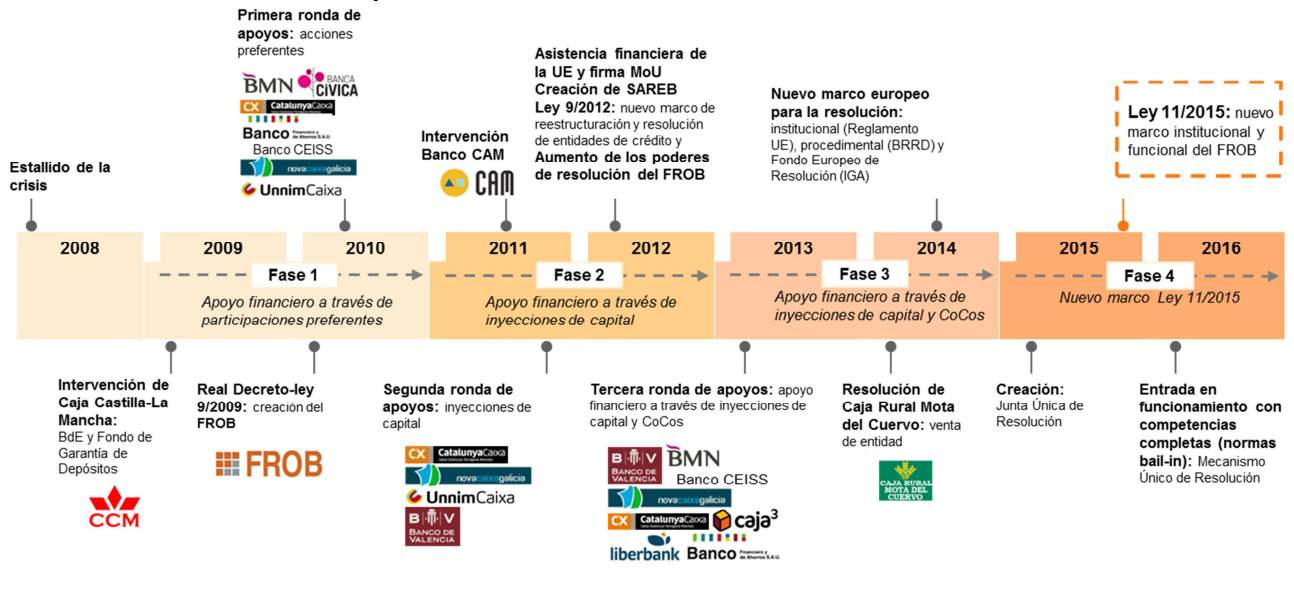 Primera ronda de
apoyos: acciones
preferentes
BMN
BANCA
CÍVICA
CX CatalunyaCaixa
Banco Financiero y
de Ahorros S.A.U.
Banco CEISS
novacaixagalicia
UnnimCaixa
Estallido de la
crisis
Intervención
Banco CAM
CAM
Asistencia financiera de
la UE y firma MoU
Creación de SAREB
Ley 9/2012: nuevo marco de
reestructuración y resolución
de entidades de crédito y
Aumento de los poderes
de resolución del FROB
Nuevo marco europeo
para la resolución:
institucional (Reglamento
UE), procedimental (BRRD) y
Fondo Europeo de
Resolución (IGA)
Ley 11/2015: nuevo
marco institucional y
funcional del FROB
2008
2009
2010
2011
2012
2013
2014
2015
2016
Fase 1
Fase 2
Fase 3
Fase 4
Apoyo financiero a través de
participaciones preferentes
Apoyo financiero a través de
inyecciones de capital
Apoyo financiero a través de
inyecciones de capital y CoCos
Nuevo marco Ley 11/2015
Intervención de
Caja Castilla-La
Mancha:
BdE y Fondo de
Garantía de
Depósitos
CCM
Real Decreto-ley
9/2009: creación del
FROB
FROB
Segunda ronda de
apoyos: inyecciones de
capital
CX CatalunyaCaixa
novacaixagalicia
UnnimCaixa
B V
BANCO DE
VALENCIA
Tercera ronda de apoyos: apoyo
financiero a través de inyecciones de
capital y CoCos
B V
BANCO DE
VALENCIA
BMN
Banco CEISS
novacaixagalicia
CX CatalunyaCaixa
caja3
liberbank
Banco Financiero y
de Ahorros S.A.U.
Resolución de
Caja Rural Mota
del Cuervo: venta
de entidad
CAJA RURAL
MOTA DEL
CUERVO
Creación:
Junta Única de
Resolución
Entrada en
funcionamiento con
competencias
completas (normas
bail-in): Mecanismo
Único de Resolución